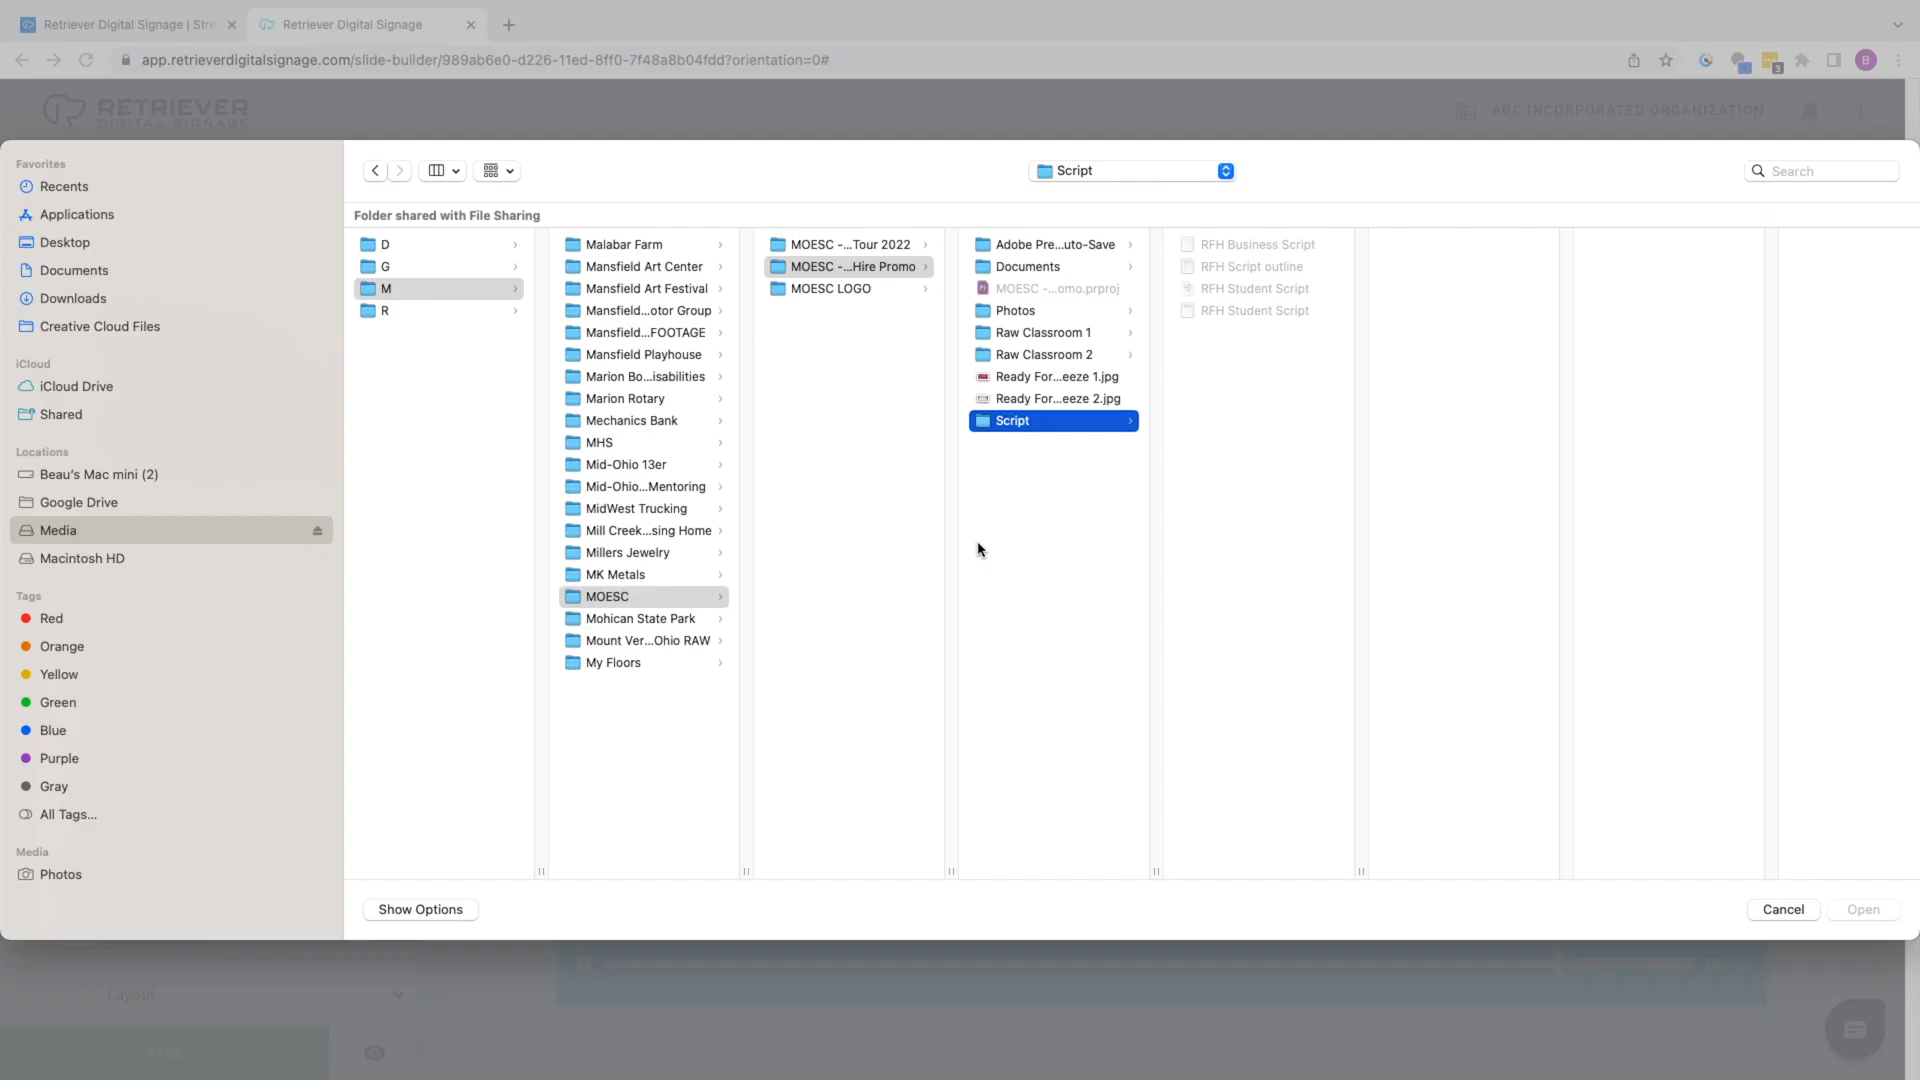 Retriever Digital Signage | Stre
Retriever Digital Signage
app.retrieverdigitalsignage.com/slide-builder/989ab6e0-d226-11ed-8ff0-7f48a8b04fdd?orientation=0#
3
B
RETRIEVER
DIGITAL SIGNAGE
ABC INCORPORATED ORGANIZATION
Script
Search
Folder shared with File Sharing
Favorites
Recents
Applications
Desktop
Documents
Downloads
Creative Cloud Files
iCloud
iCloud Drive
Shared
Locations
Beau's Mac mini (2)
Google Drive
Media
Macintosh HD
Tags
Red
Orange
Yellow
Green
Blue
Purple
Gray
All Tags...
Media
Photos
D
G
M
R
Malabar Farm
Mansfield Art Center
Mansfield Art Festival
Mansfield...otor Group
Mansfield...FOOTAGE
Mansfield Playhouse
Marion Bo...isabilities
Marion Rotary
Mechanics Bank
MHS
Mid-Ohio 13er
Mid-Ohio...Mentoring
MidWest Trucking
Mill Creek...sing Home
Millers Jewelry
MK Metals
MOESC
Mohican State Park
Mount Ver...Ohio RAW
My Floors
MOESC -...Tour 2022
MOESC -...Hire Promo
MOESC LOGO
Adobe Pre...uto-Save
Documents
MOESC -...omo.prproj
Photos
Raw Classroom 1
Raw Classroom 2
Ready For...eeze 1.jpg
Ready For...eeze 2.jpg
Script
RFH Business Script
RFH Script outline
RFH Student Script
RFH Student Script
Show Options
Cancel
Open
Layout
SAVE